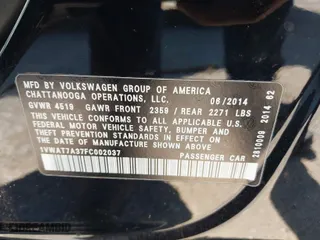 MFD. BY VOLKSWAGEN GROUP OF AMERICA
CHATTANOOGA OPERATIONS, LLC. 06/2014
GVWR 4519 GAWR FRONT 2359 / REAR 2271 LBS
THIS VEHICLE CONFORMS TO ALL APPLICABLE
FEDERAL MOTOR VEHICLE SAFETY, BUMPER AND
THEFT PREVENTION STANDARDS IN EFFECT
ON THE DATE OF MANUFACTURE SHOWN ABOVE.
1VWAT7A37FC002037 PASSENGER CAR
2810009 2014 62